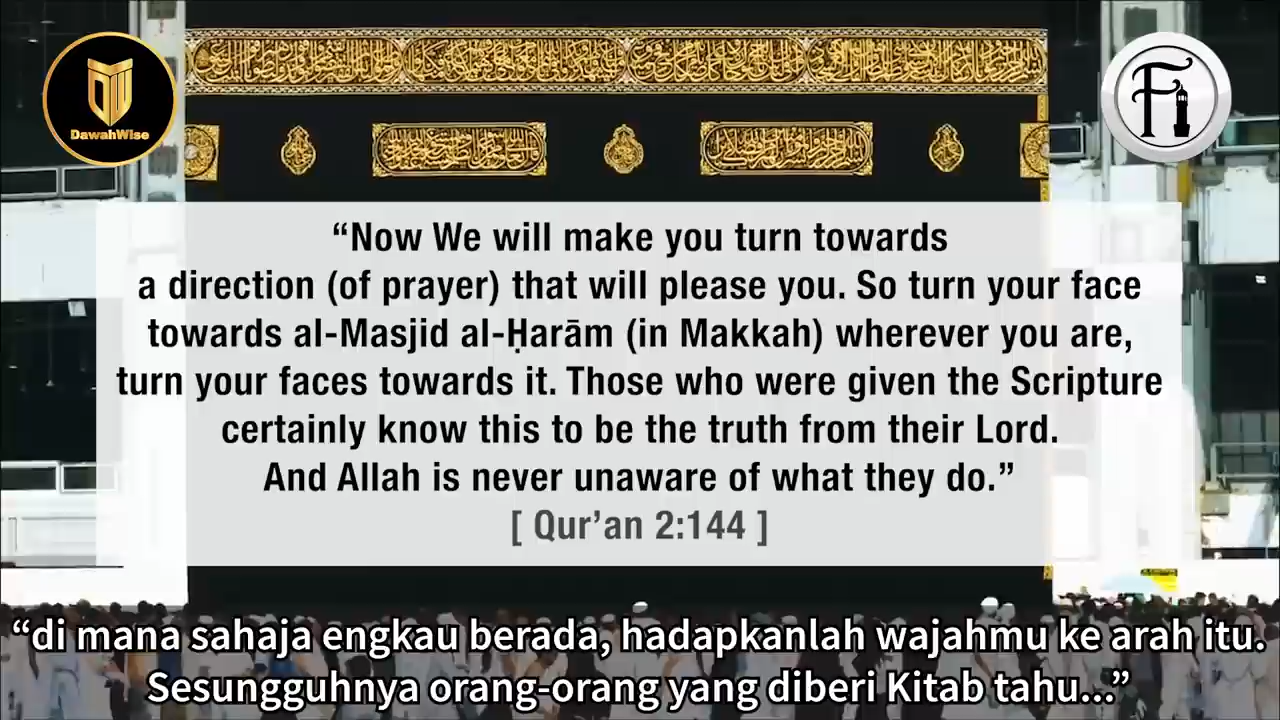 DawahWise
Fi
“Now We will make you turn towards
a direction (of prayer) that will please you. So turn your face
towards al-Masjid al-Ḥarām (in Makkah) wherever you are,
turn your faces towards it. Those who were given the Scripture
certainly know this to be the truth from their Lord.
And Allah is never unaware of what they do.”
[ Qur’an 2:144 ]
“di mana sahaja engkau berada, hadapkanlah wajahmu ke arah itu.
Sesungguhnya orang-orang yang diberi Kitab tahu...”